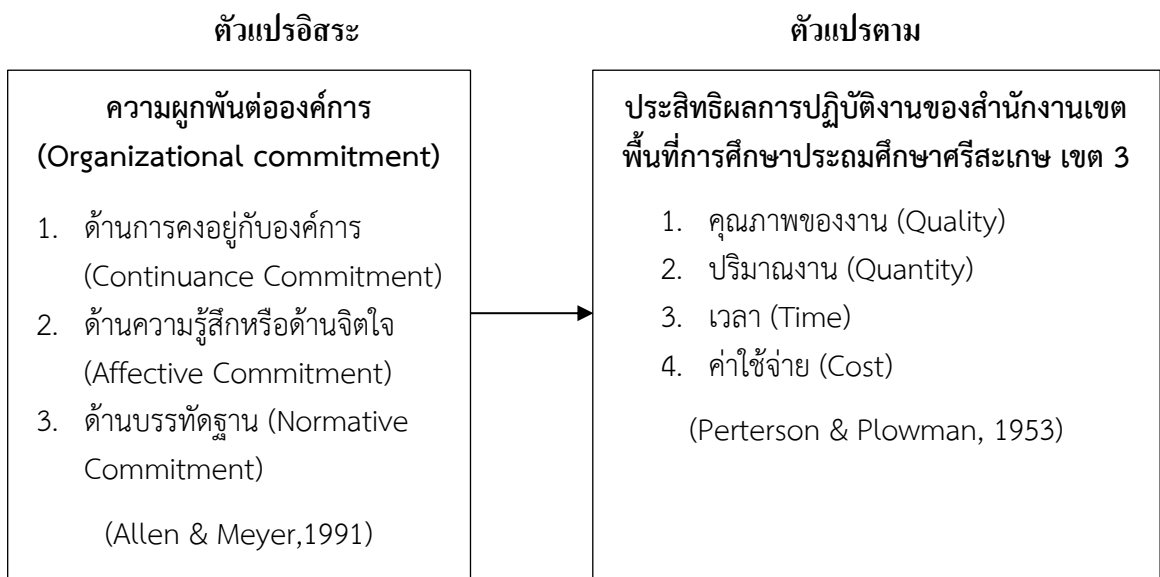 ตัวแปรอิสระ
ความผูกพันต่อองค์การ
(Organizational commitment)
1. ด้านการคงอยู่กับองค์การ
(Continuance Commitment)
2. ด้านความรู้สึกหรือด้านจิตใจ
(Affective Commitment)
3. ด้านบรรทัดฐาน (Normative
Commitment)
(Allen & Meyer,1991)
ตัวแปรตาม
ประสิทธิผลการปฏิบัติงานของสำนักงานเขต
พื้นที่การศึกษาประถมศึกษาศรีสะเกษ เขต 3
1. คุณภาพของงาน (Quality)
2. ปริมาณงาน (Quantity)
3. เวลา (Time)
4. ค่าใช้จ่าย (Cost)
(Perterson & Plowman, 1953)